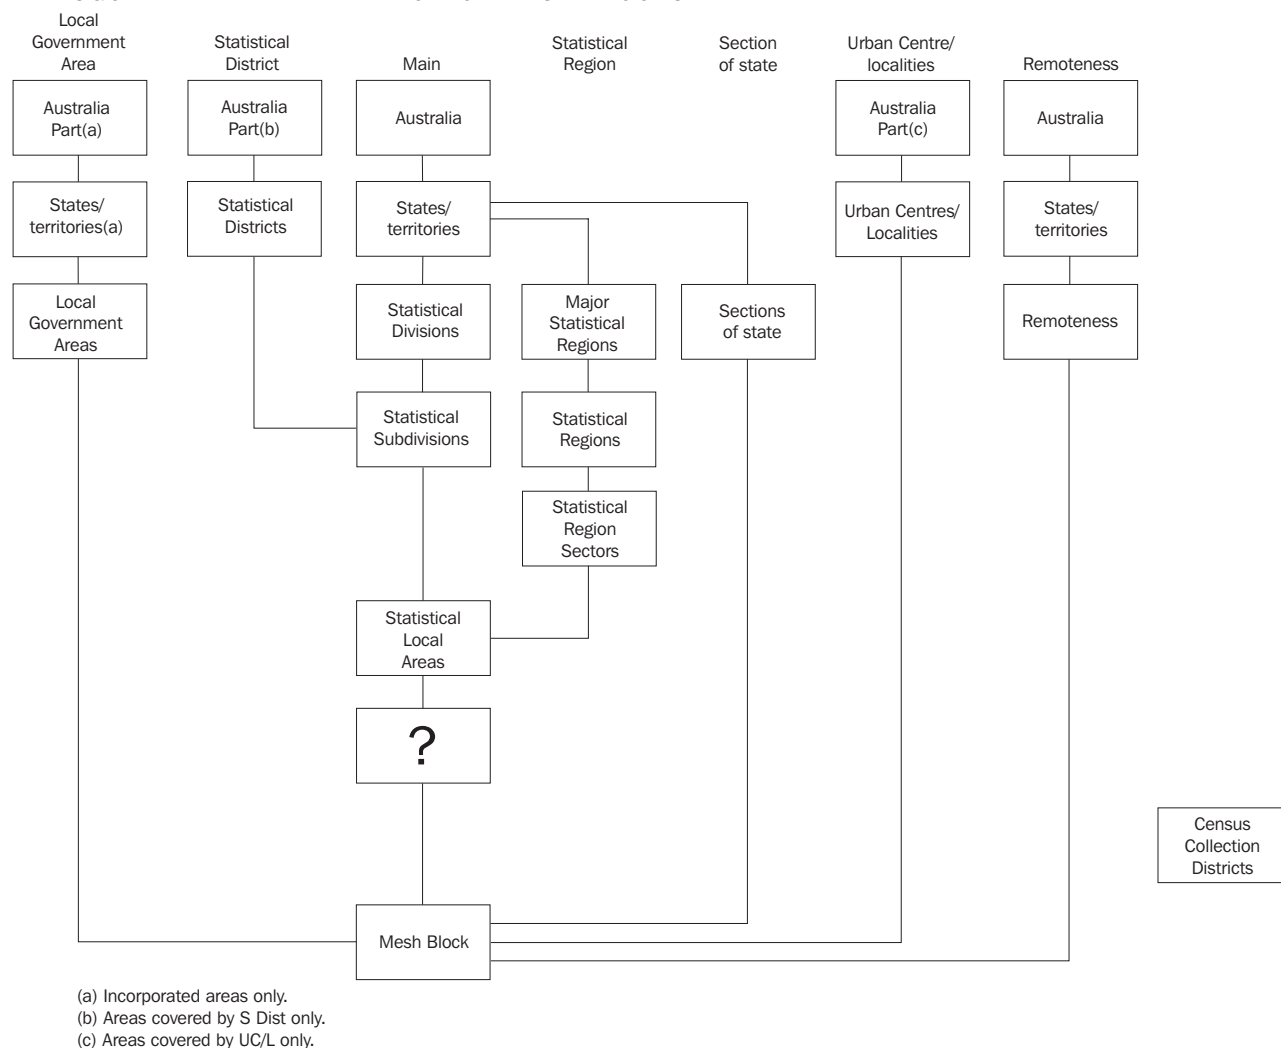 Local
Government
Area
Statistical
District
Main
Statistical
Region
Section
of state
Urban Centre/
localities
Remoteness
Australia
Part(a)
Australia
Part(b)
Australia
Australia
Part(c)
Australia
States/
territories(a)
Statistical
Districts
States/
territories
Urban Centres/
Localities
States/
territories
Local
Government
Areas
Statistical
Divisions
Major
Statistical
Regions
Sections
of state
Remoteness
Statistical
Subdivisions
Statistical
Regions
Statistical
Region
Sectors
Statistical
Local
Areas
?
Census
Collection
Districts
Mesh Block
(a) Incorporated areas only.
(b) Areas covered by S Dist only.
(c) Areas covered by UC/L only.